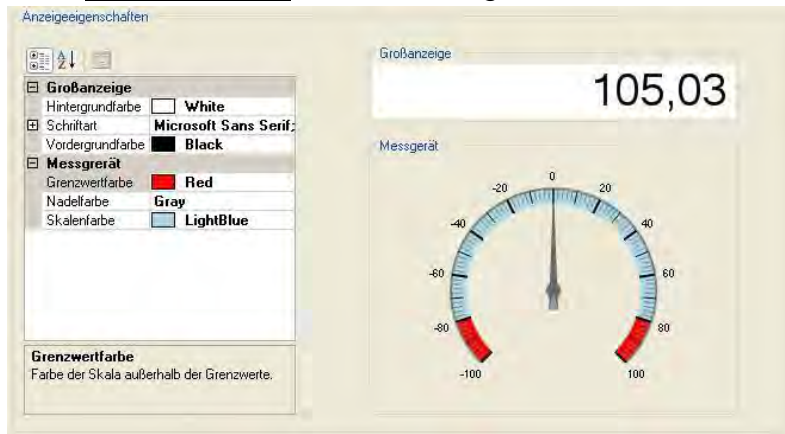 Anzeigeeigenschaften
Großanzeige
Hintergrundfarbe White
Schriftart Microsoft Sans Serif;
Vordergrundfarbe Black
Messgrerät
Grenzwertfarbe Red
Nadelfarbe Gray
Skalenfarbe LightBlue
Grenzwertfarbe
Farbe der Skala außerhalb der Grenzwerte.
Großanzeige
105,03
Messgerät
-100
-80
-60
-40
-20
0
20
40
60
80
100